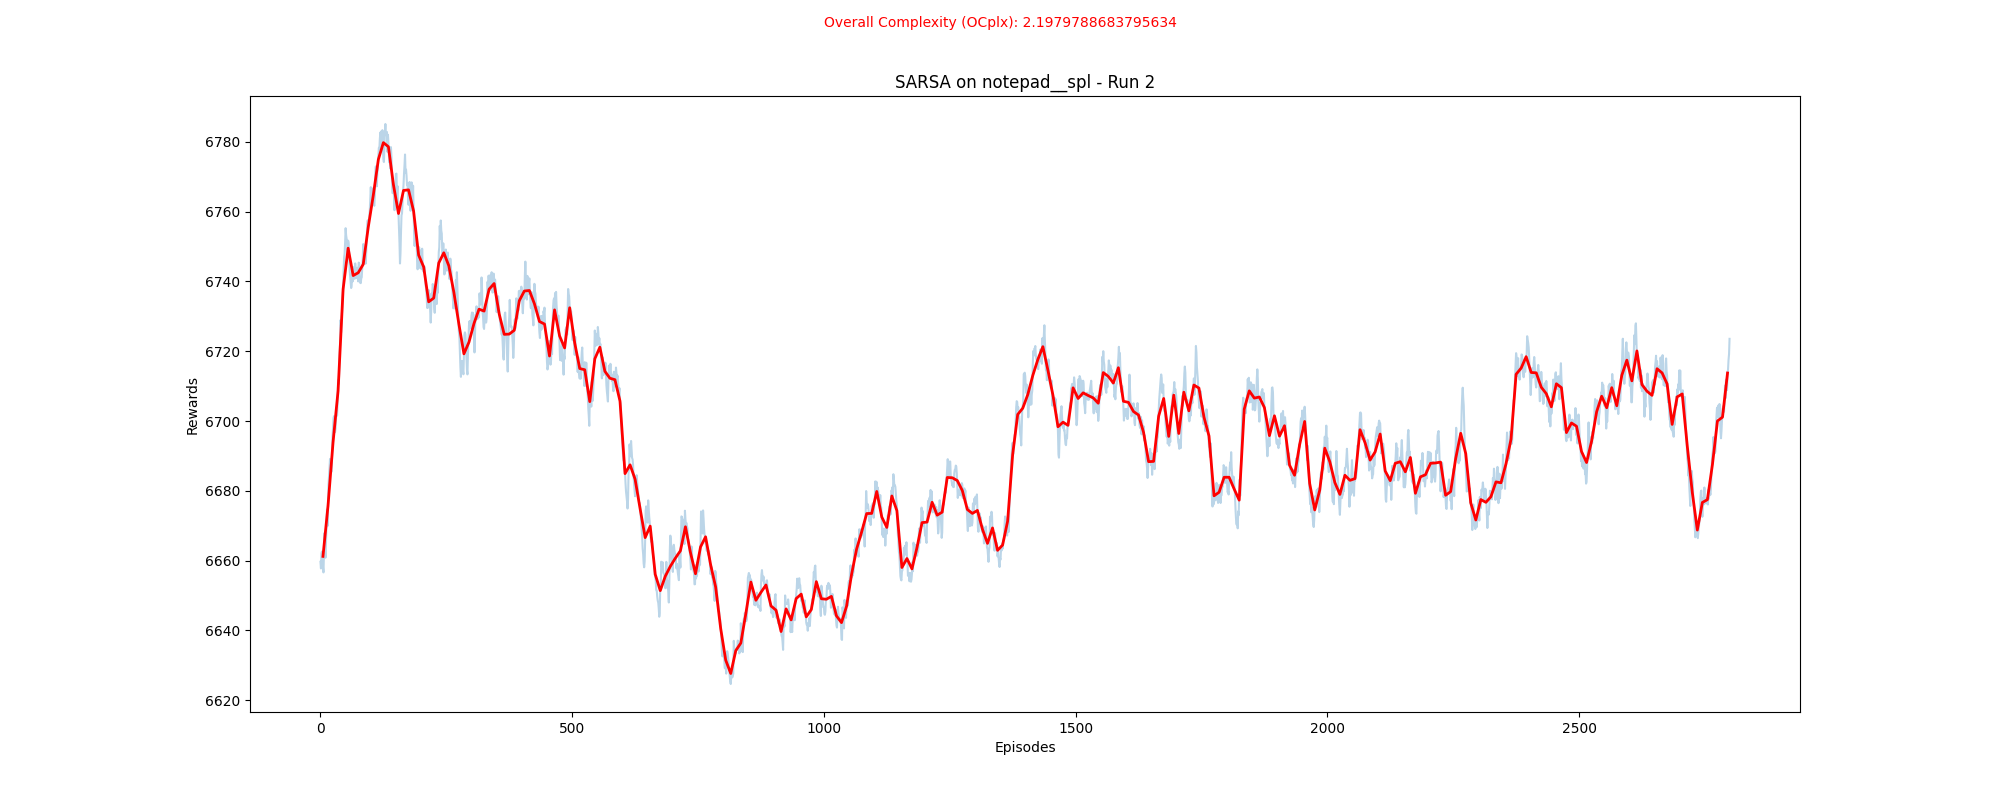 Overall Complexity (OCplx): 2.1979788683795634
SARSA on notepad__spl - Run 2
6780
6760
6740
6720
6700
6680
6660
6640
6620
Rewards
0 500 1000 1500 2000 2500
Episodes